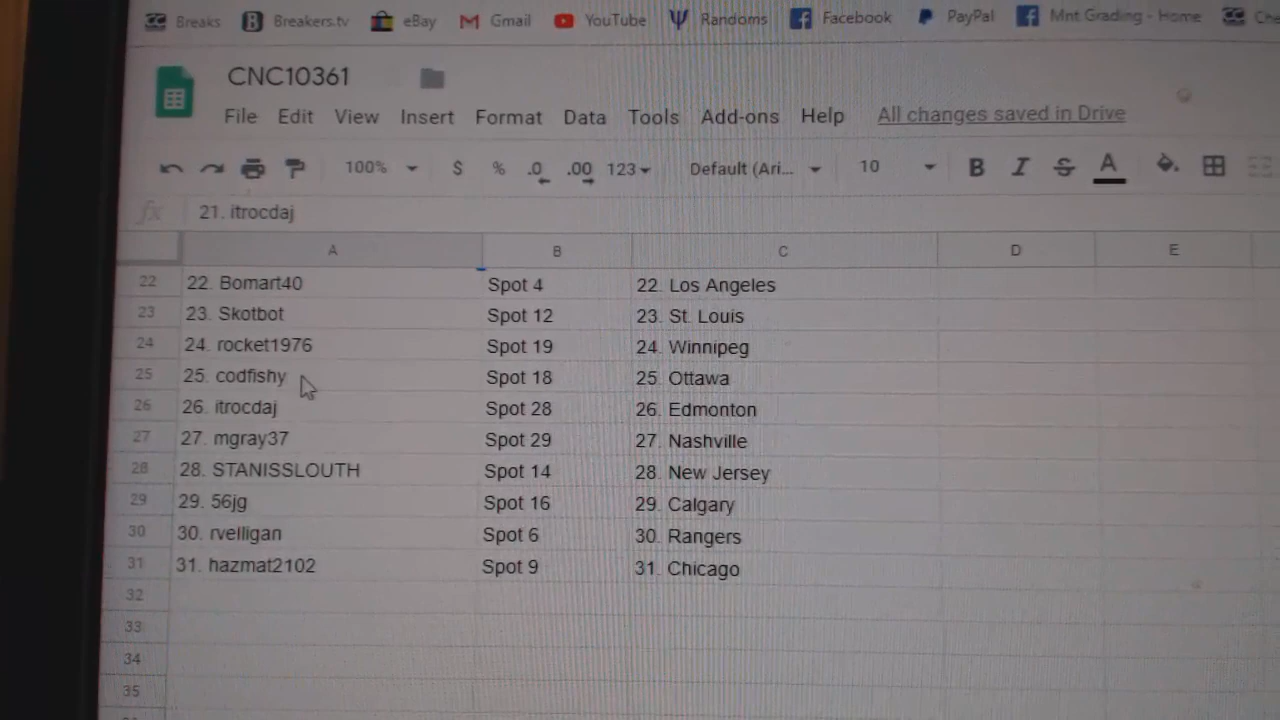 Breaks Breakers.tv eBay Gmail YouTube Randoms Facebook PayPal Mnt Grading - Home
CNC10361
File Edit View Insert Format Data Tools Add-ons Help All changes saved in Drive
100% $ % .0 .00 123 Default (Ari... 10 B I S A
fx 21. itrocdaj
A B C D E
22 22. Bomart40 Spot 4 22. Los Angeles
23 23. Skotbot Spot 12 23. St. Louis
24 24. rocket1976 Spot 19 24. Winnipeg
25 25. codfishy Spot 18 25. Ottawa
26 26. itrocdaj Spot 28 26. Edmonton
27 27. mgray37 Spot 29 27. Nashville
28 28. STANISSLOUTH Spot 14 28. New Jersey
29 29. 56jg Spot 16 29. Calgary
30 30. rvelligan Spot 6 30. Rangers
31 31. hazmat2102 Spot 9 31. Chicago
32
33
34
35